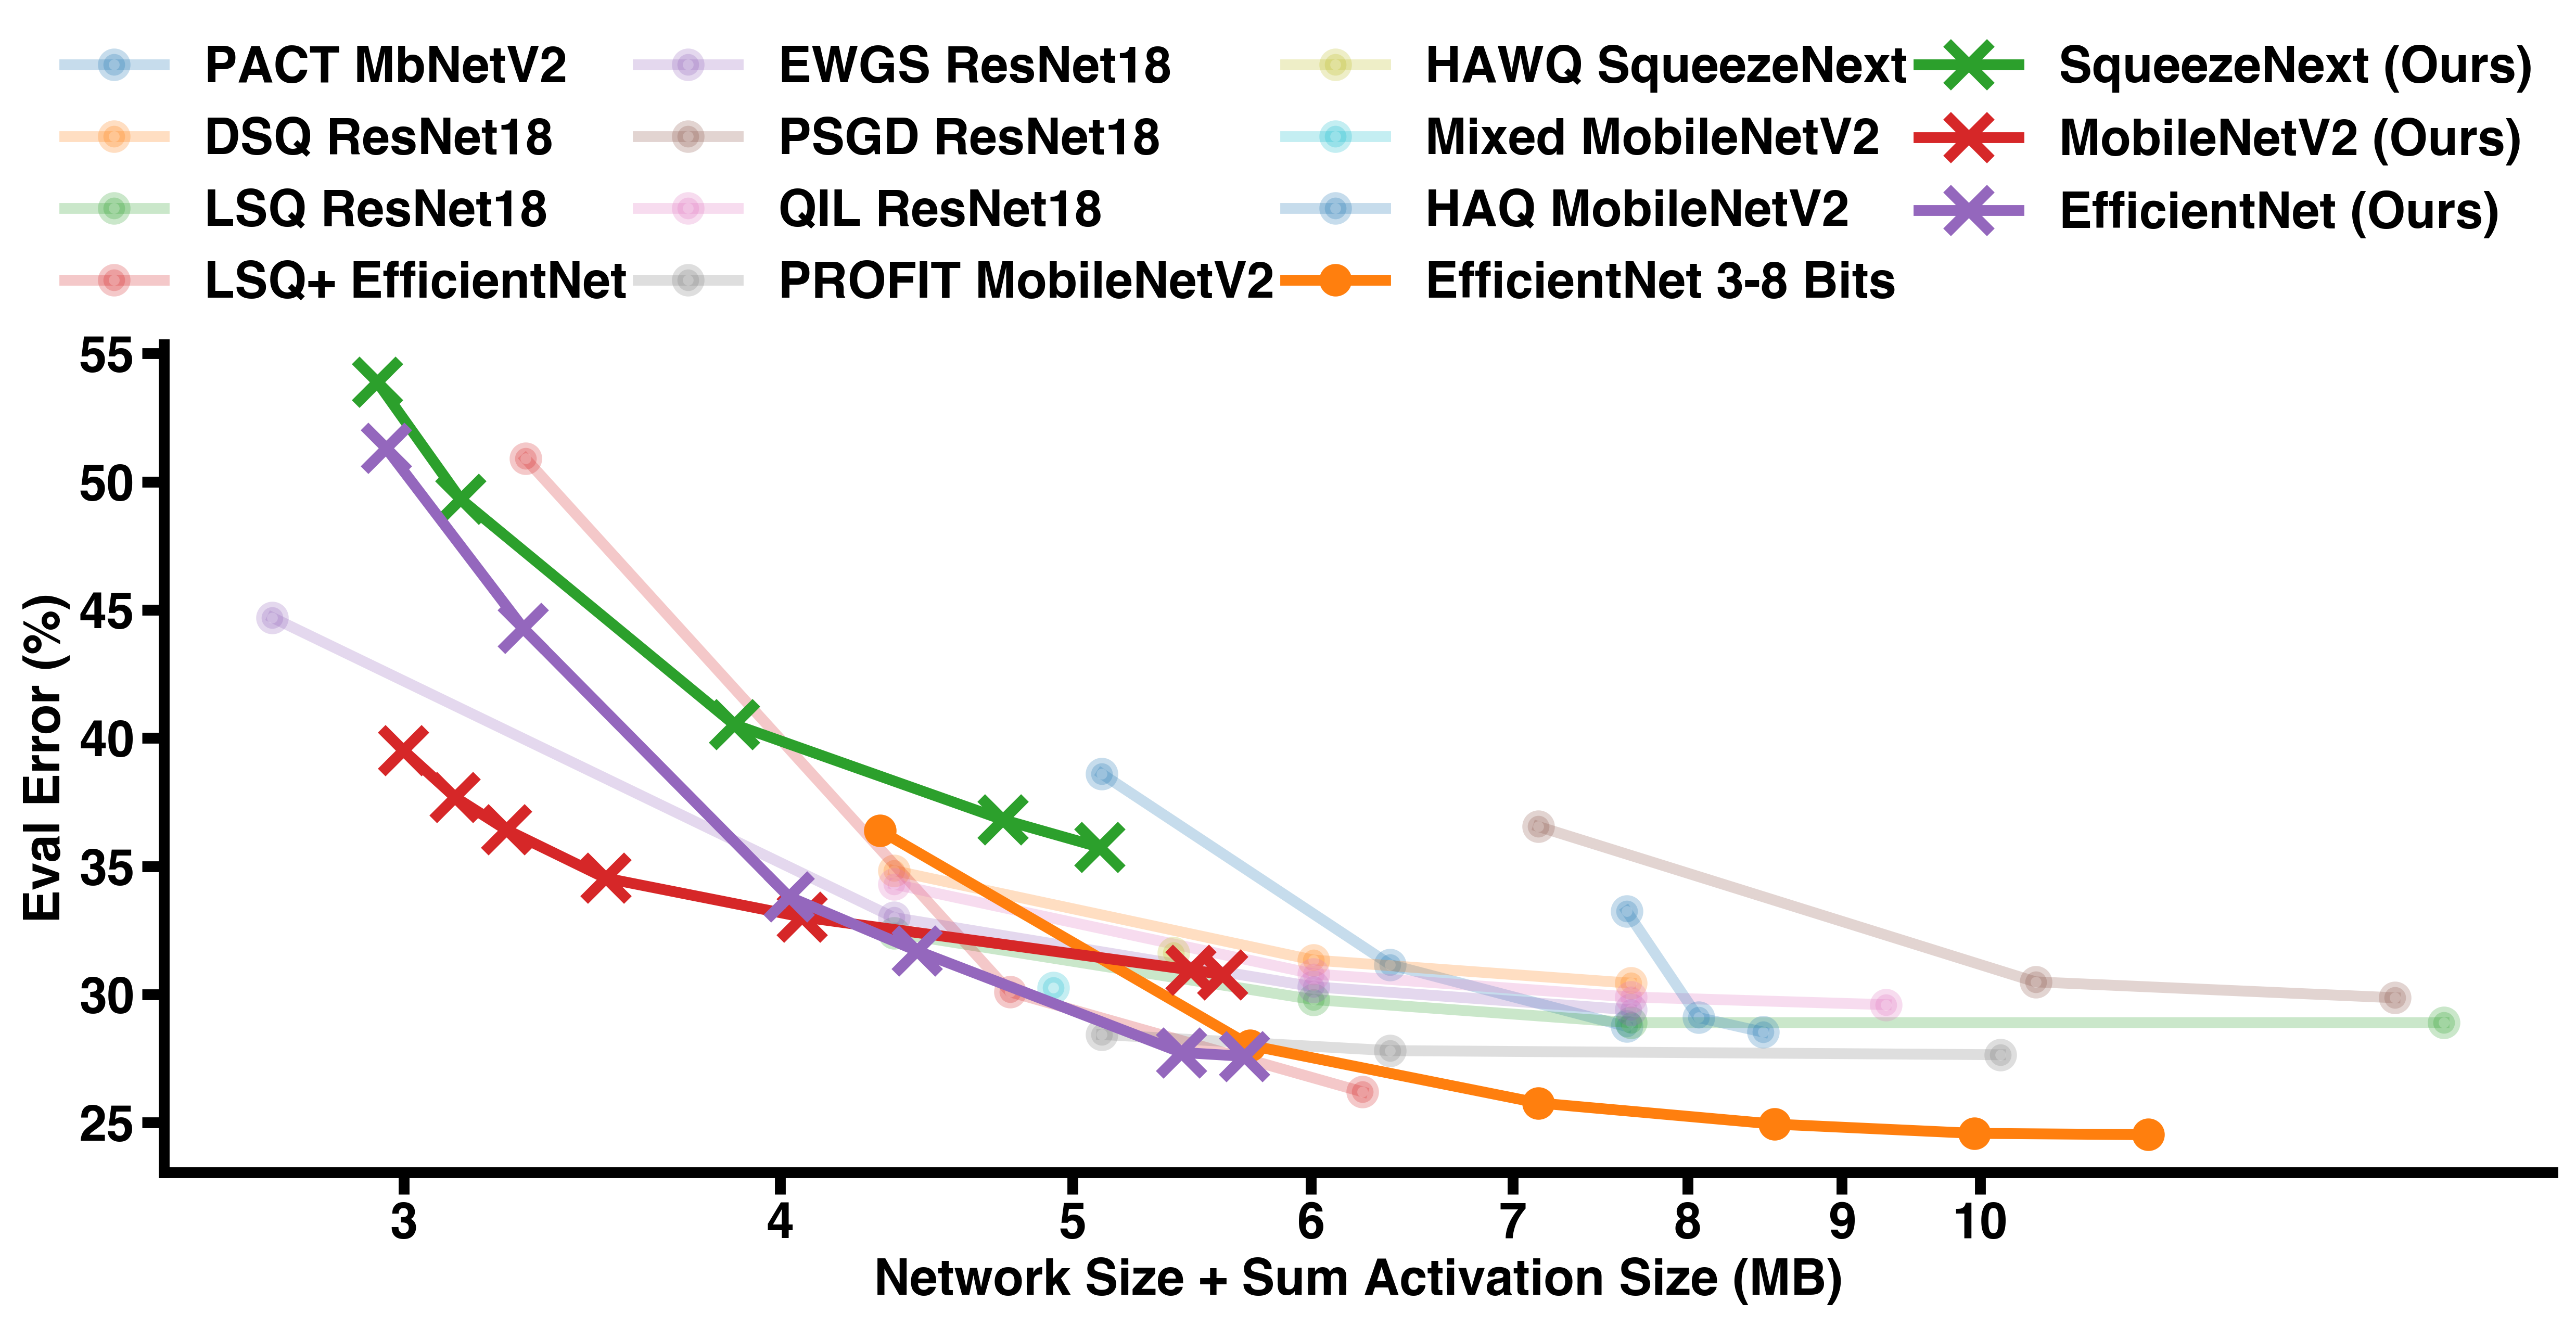 PACT MbNetV2
DSQ ResNet18
LSQ ResNet18
LSQ+ EfficientNet
EWGS ResNet18
PSGD ResNet18
QIL ResNet18
PROFIT MobileNetV2
HAWQ SqueezeNext
Mixed MobileNetV2
HAQ MobileNetV2
EfficientNet 3-8 Bits
SqueezeNext (Ours)
MobileNetV2 (Ours)
EfficientNet (Ours)
Eval Error (%)
55
50
45
40
35
30
25
3 4 5 6 7 8 9 10
Network Size + Sum Activation Size (MB)